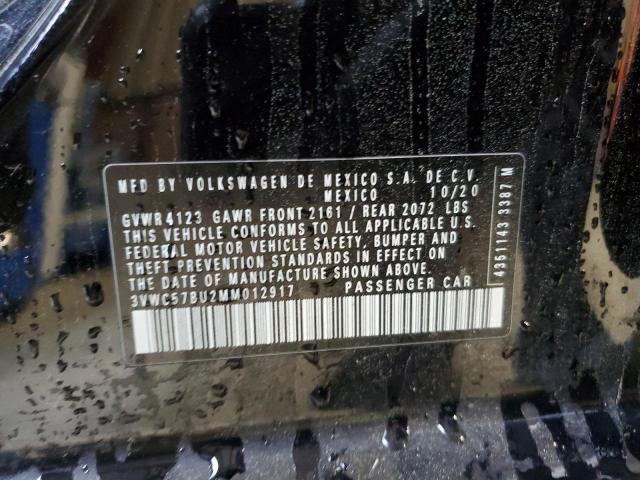 MFD BY VOLKSWAGEN DE MEXICO S.A. DE C.V.
MEXICO 10/20
GVWR 4123 GAWR FRONT 2161 / REAR 2072 LBS
THIS VEHICLE CONFORMS TO ALL APPLICABLE U.S.
FEDERAL MOTOR VEHICLE SAFETY, BUMPER AND
THEFT PREVENTION STANDARDS IN EFFECT ON
THE DATE OF MANUFACTURE SHOWN ABOVE.
3VWC57BU2MM012917 PASSENGER CAR
4351143 3387 M